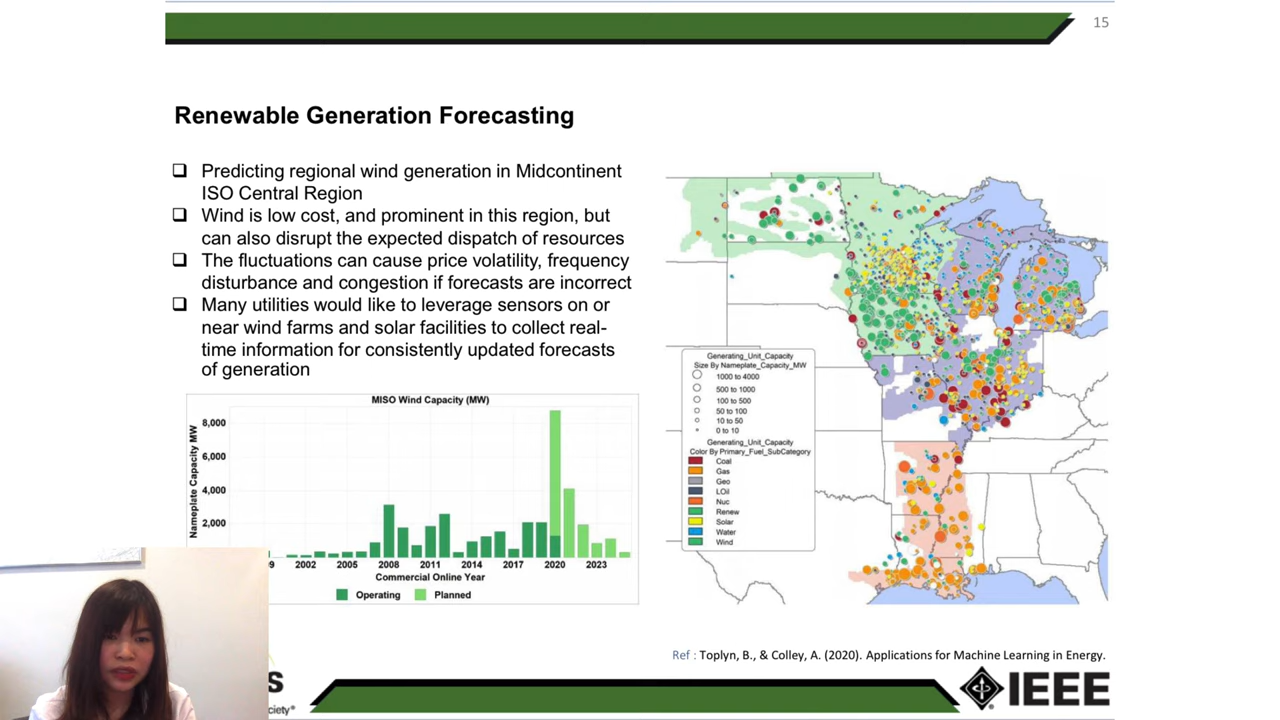 15
Renewable Generation Forecasting
❑ Predicting regional wind generation in Midcontinent
ISO Central Region
❑ Wind is low cost, and prominent in this region, but
can also disrupt the expected dispatch of resources
❑ The fluctuations can cause price volatility, frequency
disturbance and congestion if forecasts are incorrect
❑ Many utilities would like to leverage sensors on or
near wind farms and solar facilities to collect real-
time information for consistently updated forecasts
of generation
MISO Wind Capacity (MW)
Nameplate Capacity MW
8,000
6,000
4,000
2,000
9 2002 2005 2008 2011 2014 2017 2020 2023
Commercial Online Year
Operating Planned
Generating_Unit_Capacity
Size By Nameplate_Capacity_MW
1000 to 4000
500 to 1000
100 to 500
50 to 100
10 to 50
0 to 10
Generating_Unit_Capacity
Color By Primary_Fuel_SubCategory
Coal
Gas
Geo
LOil
Nuc
Renew
Solar
Water
Wind
Ref : Toplyn, B., & Colley, A. (2020). Applications for Machine Learning in Energy.
S
ciety®
IEEE